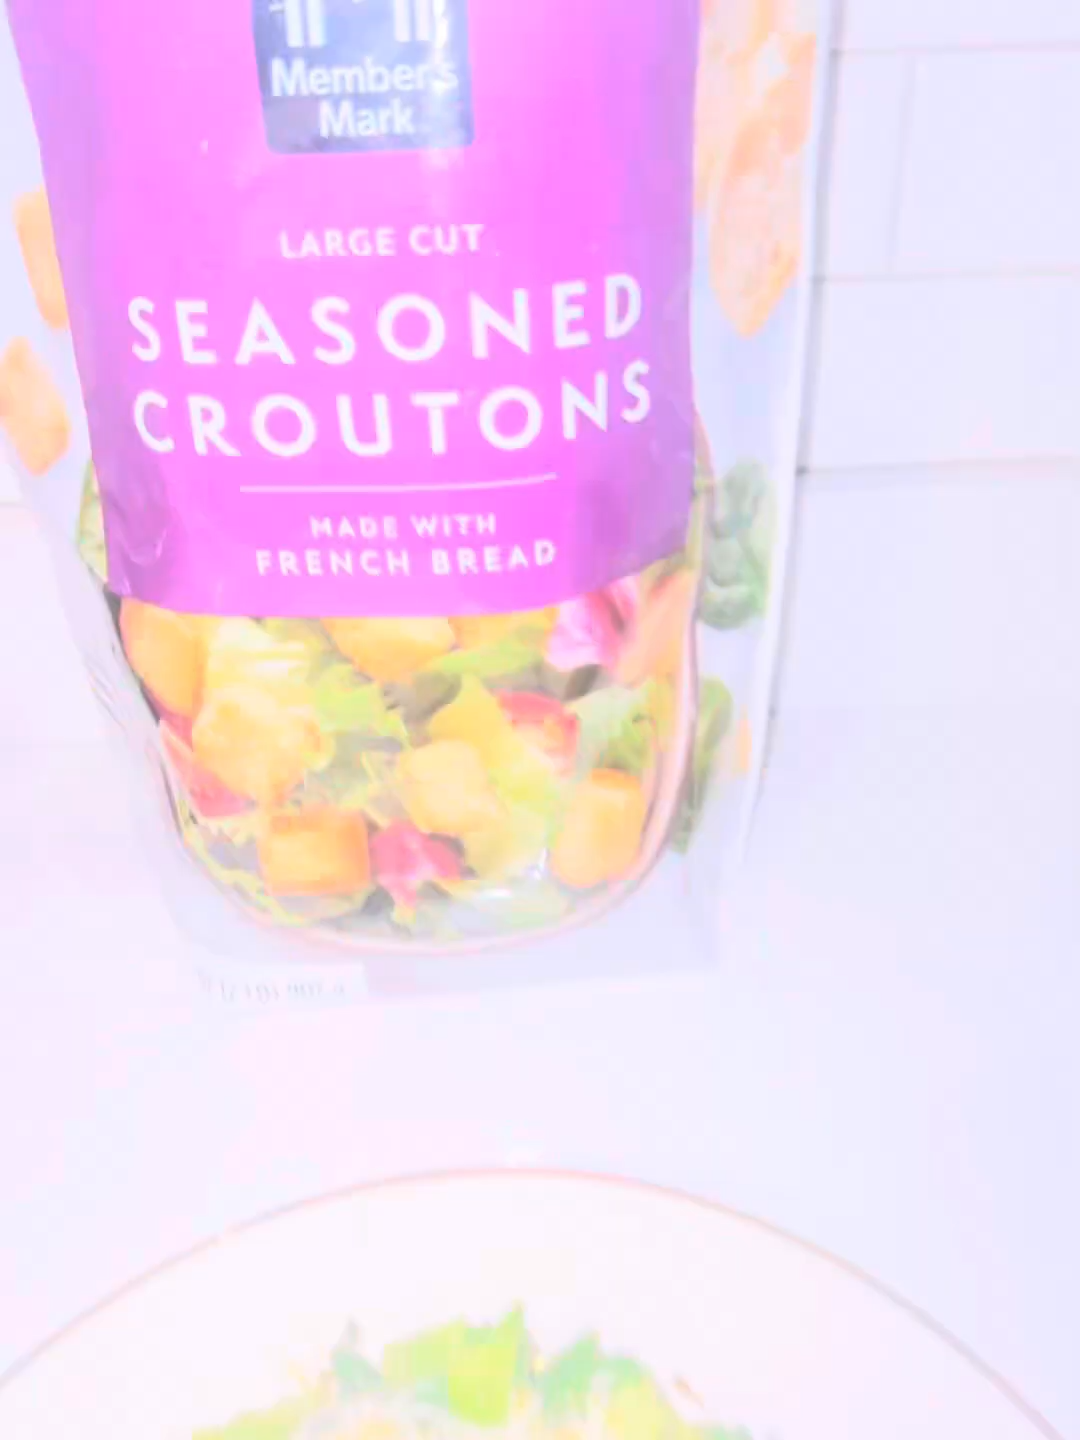 Member's
Mark
LARGE CUT
SEASONED
CROUTONS
MADE WITH
FRENCH BREAD